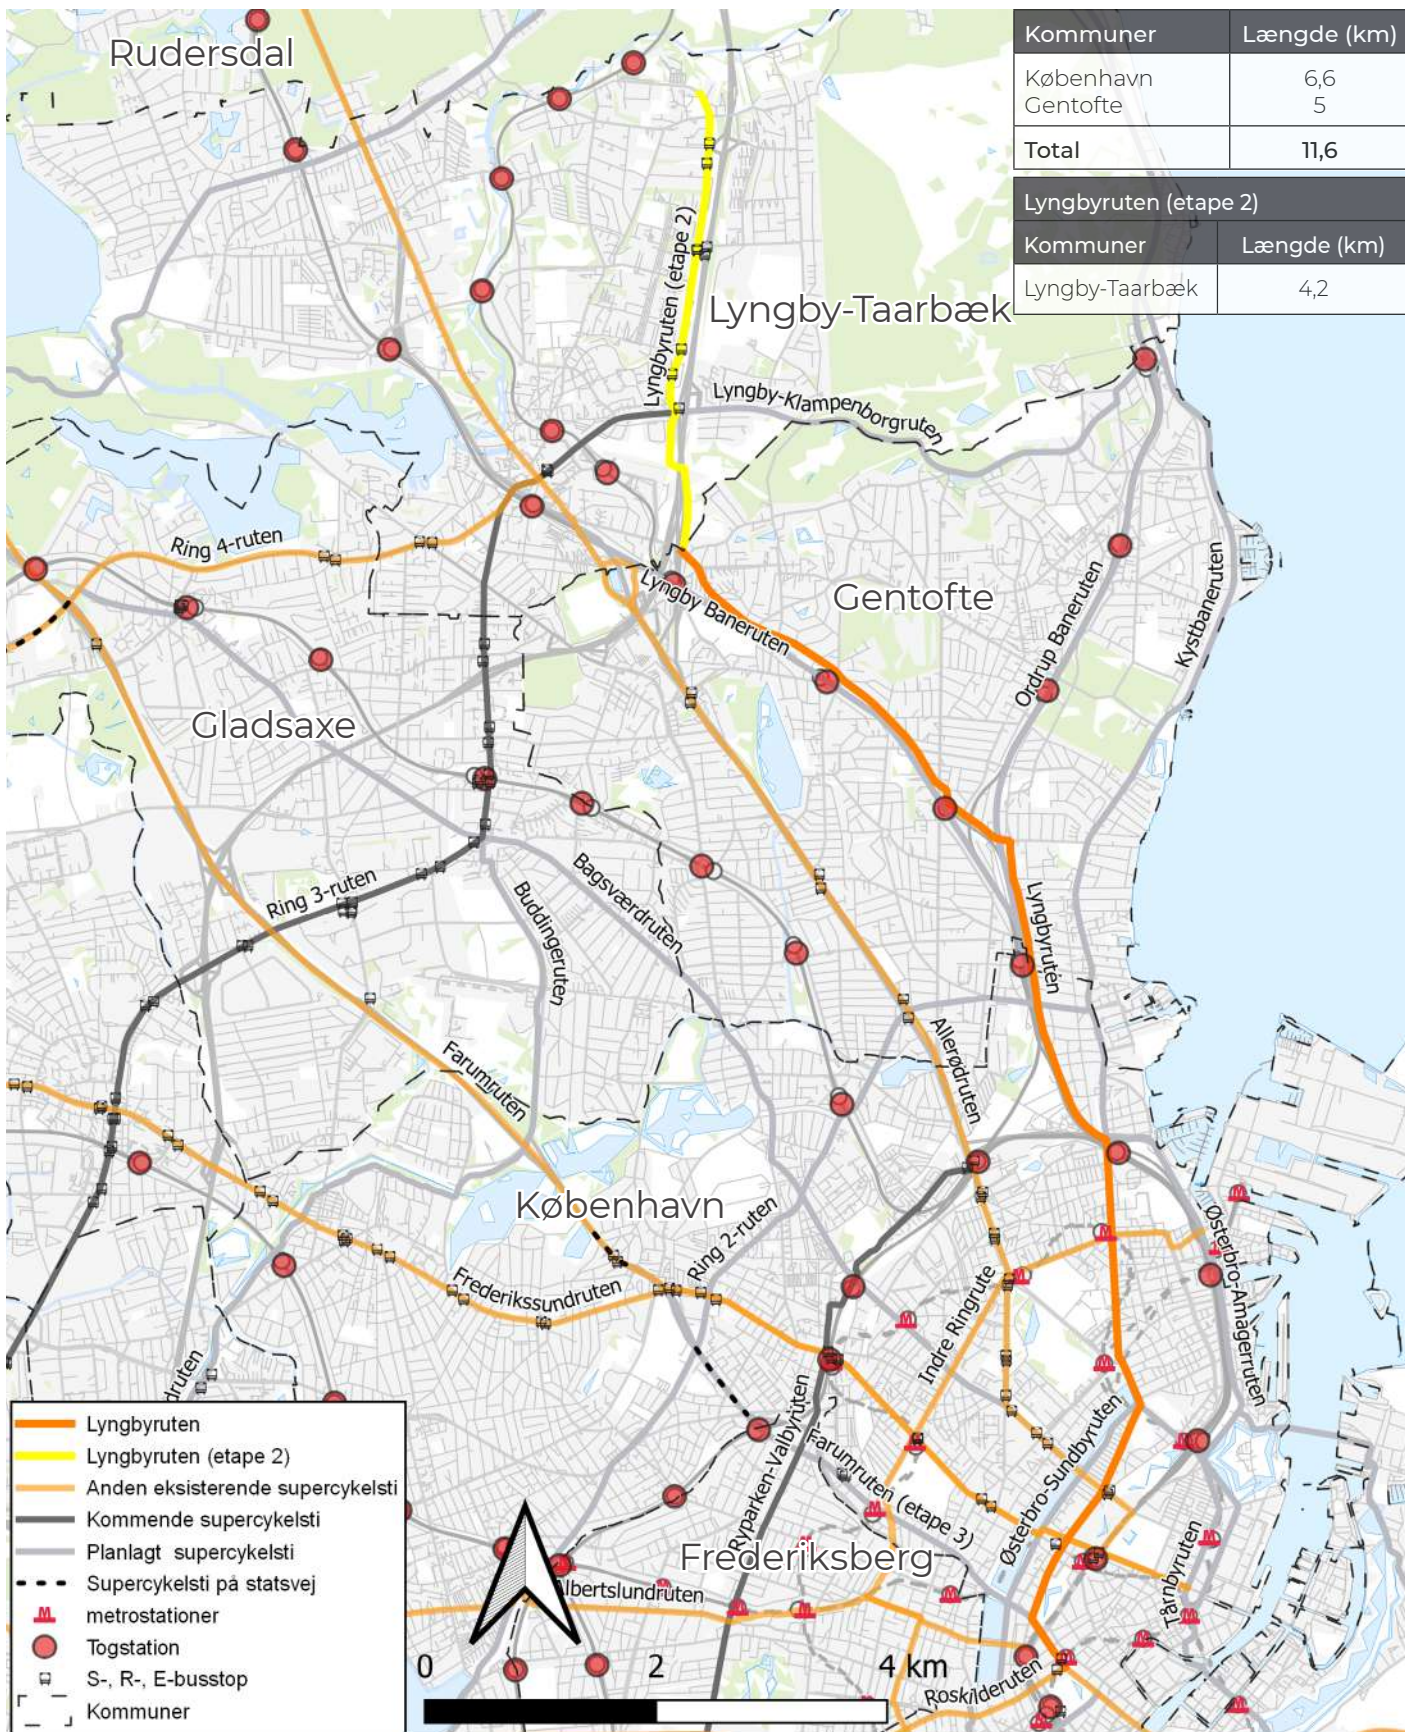 Kommuner Længde (km)
København 6,6
Gentofte 5
Total 11,6
Lyngbyruten (etape 2)
Kommuner Længde (km)
Lyngby-Taarbæk 4,2
Rudersdal
Lyngbyruten (etape 2)
Lyngby-Taarbæk
Lyngby-Klampenborgruten
Ring 4-ruten
Lyngby Baneruten
Gentofte
Ordrup Baneruten
Kystbaneruten
Gladsaxe
Ring 3-ruten
Buddingeruten
Bagsværdruten
Lyngbyruten
Farumruten
Allerødruten
København
Ring 2-ruten
Frederikssundruten
Indre Ringrute
Østerbro-Amagerruten
druten
Ryparken-Valbyruten
Farumruten (etape 3)
Østerbro-Sundbyruten
Tårnbyruten
Frederiksberg
lbertslundruten
Roskilderuten
Lyngbyruten
Lyngbyruten (etape 2)
Anden eksisterende supercykelsti
Kommende supercykelsti
Planlagt supercykelsti
Supercykelsti på statsvej
metrostationer
Togstation
S-, R-, E-busstop
Kommuner
0 2 4 km